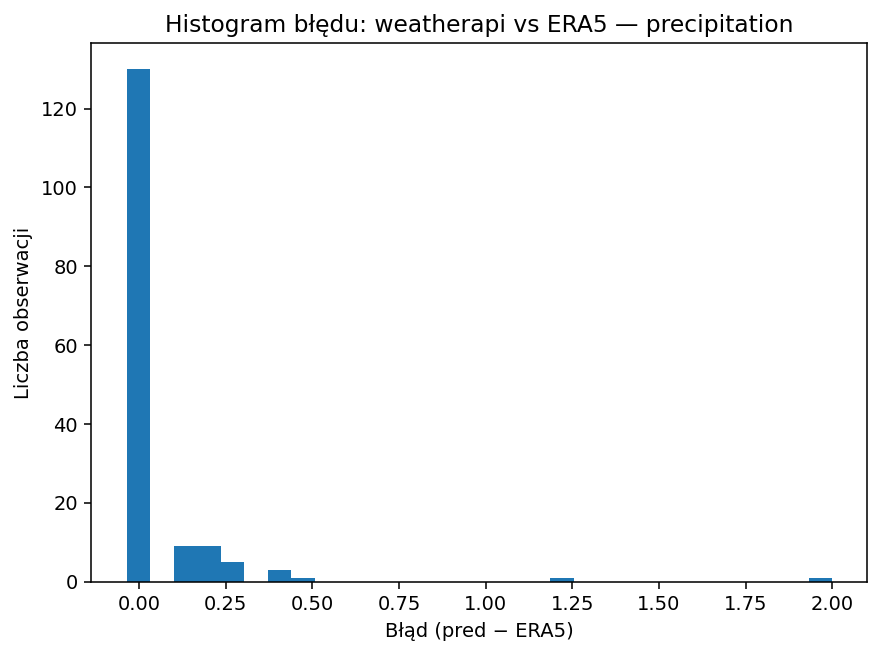 Histogram błędu: weatherapi vs ERA5 — precipitation
Liczba obserwacji
120
100
80
60
40
20
0
0.00 0.25 0.50 0.75 1.00 1.25 1.50 1.75 2.00
Błąd (pred − ERA5)